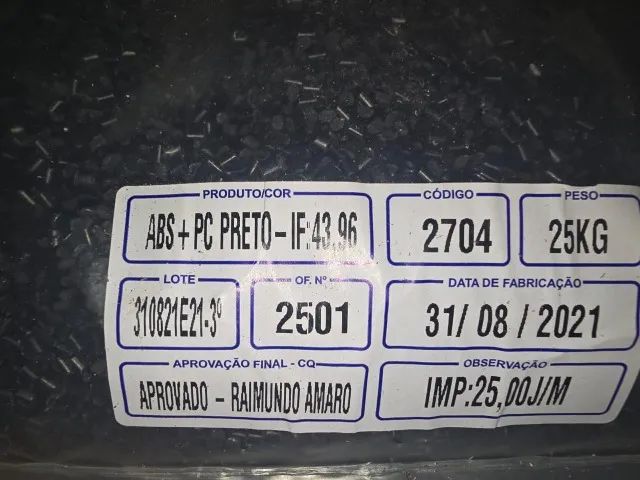 PRODUTO/COR
ABS + PC PRETO - IF:43,96
CÓDIGO
2704
PESO
25KG
LOTE
310821E21-3º
OF. Nº
2501
DATA DE FABRICAÇÃO
31/ 08 / 2021
APROVAÇÃO FINAL - CQ
APROVADO - RAIMUNDO AMARO
OBSERVAÇÃO
IMP:25,00J/M